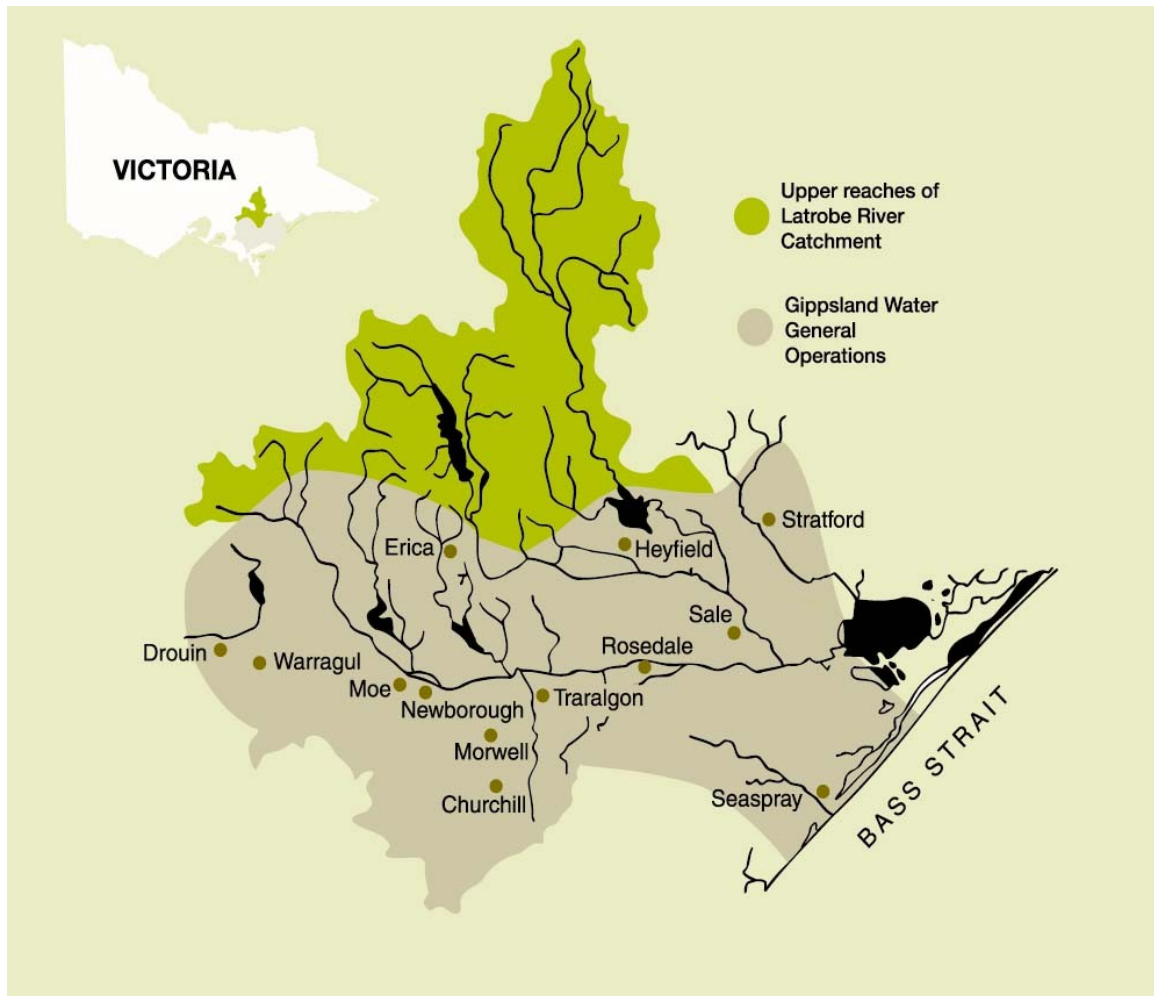 VICTORIA
Upper reaches of
Latrobe River
Catchment
Gippsland Water
General
Operations
Stratford
Erica
Heyfield
Sale
Rosedale
Drouin
Warragul
Moe
Newborough
Traralgon
Morwell
Churchill
Seaspray
BASS STRAIT